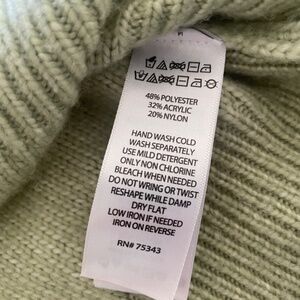 48% POLYESTER
32% ACRYLIC
20% NYLON
HAND WASH COLD
WASH SEPARATELY
USE MILD DETERGENT
ONLY NON CHLORINE
BLEACH WHEN NEEDED
DO NOT WRING OR TWIST
RESHAPE WHILE DAMP
DRY FLAT
LOW IRON IF NEEDED
IRON ON REVERSE
RN# 75343